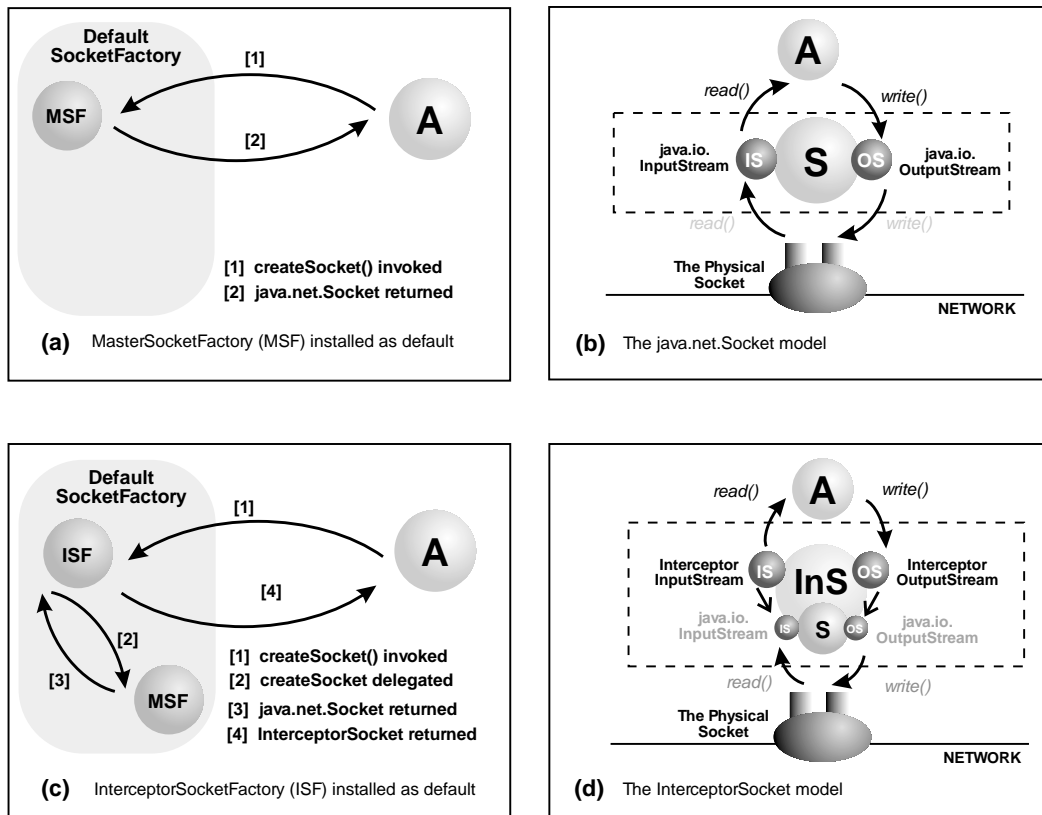 Default
SocketFactory
[1]
MSF
A
[2]
[1] createSocket() invoked
[2] java.net.Socket returned
(a) MasterSocketFactory (MSF) installed as default
A
read()
write()
java.io.
InputStream
IS
S
OS
java.io.
OutputStream
read()
write()
The Physical
Socket
NETWORK
(b) The java.net.Socket model
Default
SocketFactory
[1]
ISF
A
[4]
[2]
[3]
MSF
[1] createSocket() invoked
[2] createSocket delegated
[3] java.net.Socket returned
[4] InterceptorSocket returned
(c) InterceptorSocketFactory (ISF) installed as default
A
read()
write()
Interceptor
InputStream
IS
InS
OS
Interceptor
OutputStream
java.io.
InputStream
IS
S
OS
java.io.
OutputStream
read()
write()
The Physical
Socket
NETWORK
(d) The InterceptorSocket model